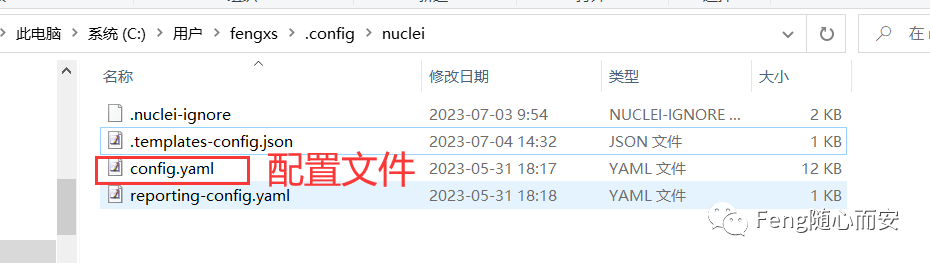 此电脑 > 系统 (C:) > 用户 > fengxs > .config > nuclei
在 n
名称 修改日期 类型 大小
.nuclei-ignore 2023-07-03 9:54 NUCLEI-IGNORE ... 2 KB
.templates-config.json 2023-07-04 14:32 JSON 文件 1 KB
config.yaml 配置文件 2023-05-31 18:17 YAML 文件 12 KB
reporting-config.yaml 2023-05-31 18:18 YAML 文件 1 KB
Feng随心而安